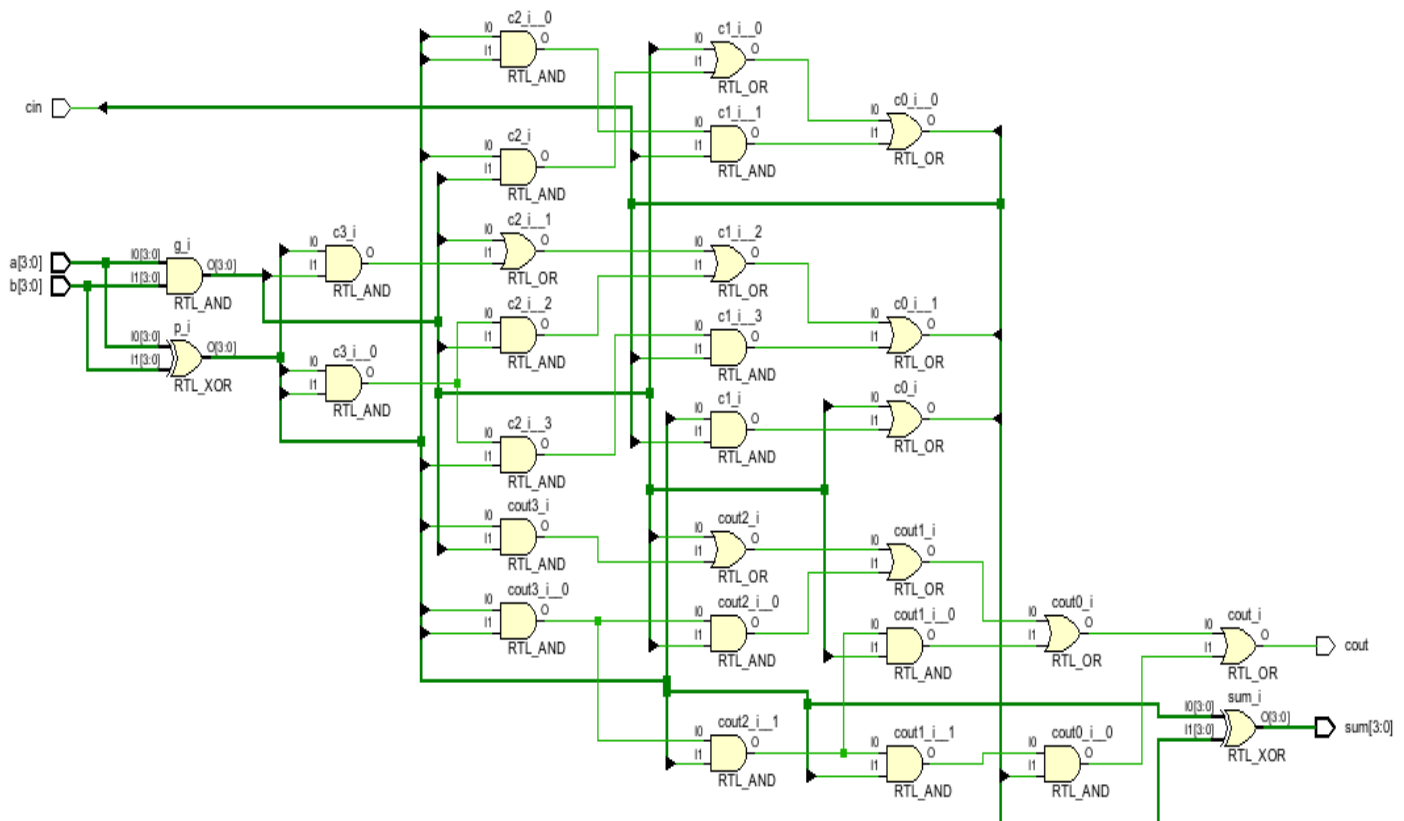 c2_i__0
I0 O
I1
RTL_AND
c1_i__0
I0 O
I1
RTL_OR
cin
c1_i__1
I0 O
I1
RTL_AND
c0_i__0
I0 O
I1
RTL_OR
c2_i
I0 O
I1
RTL_AND
c2_i__1
I0 O
I1
RTL_OR
c3_i
I0 O
I1
RTL_AND
g_i
I0[3:0] O[3:0]
I1[3:0]
RTL_AND
a[3:0]
b[3:0]
c1_i__2
I0 O
I1
RTL_OR
c2_i__2
I0 O
I1
RTL_AND
p_i
I0[3:0] O[3:0]
I1[3:0]
RTL_XOR
c1_i__3
I0 O
I1
RTL_AND
c0_i__1
I0 O
I1
RTL_OR
c3_i__0
I0 O
I1
RTL_AND
c1_i
I0 O
I1
RTL_AND
c0_i
I0 O
I1
RTL_OR
c2_i__3
I0 O
I1
RTL_AND
cout3_i
I0 O
I1
RTL_AND
cout2_i
I0 O
I1
RTL_OR
cout1_i
I0 O
I1
RTL_OR
cout3_i__0
I0 O
I1
RTL_AND
cout2_i__0
I0 O
I1
RTL_AND
cout1_i__0
I0 O
I1
RTL_AND
cout0_i
I0 O
I1
RTL_OR
cout_i
I0 O
I1
RTL_OR
cout
sum_i
I0[3:0] O[3:0]
I1[3:0]
RTL_XOR
sum[3:0]
cout2_i__1
I0 O
I1
RTL_AND
cout1_i__1
I0 O
I1
RTL_AND
cout0_i__0
I0 O
I1
RTL_AND